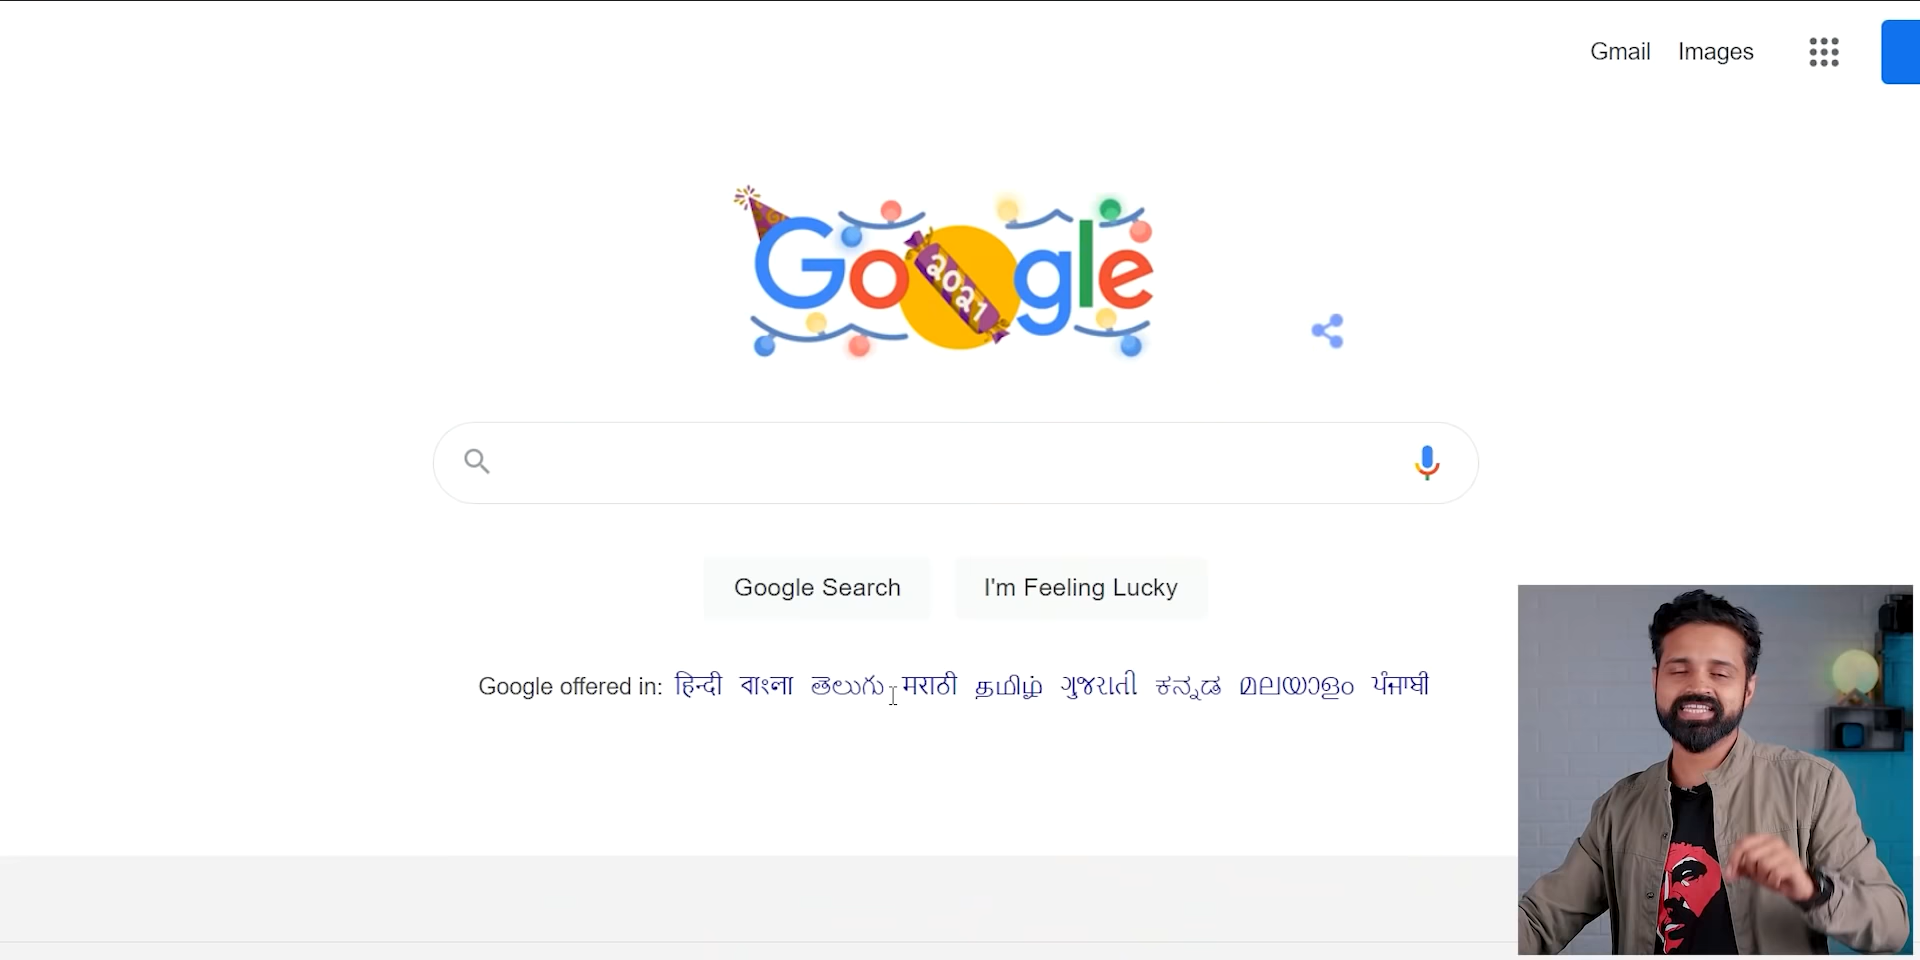 Gmail Images
Google
2021
Google Search I'm Feeling Lucky
Google offered in: हिन्दी বাংলা తెలుగు मराठी தமிழ் ગુજરાતી ಕನ್ನಡ മലയാളം ਪੰਜਾਬੀ